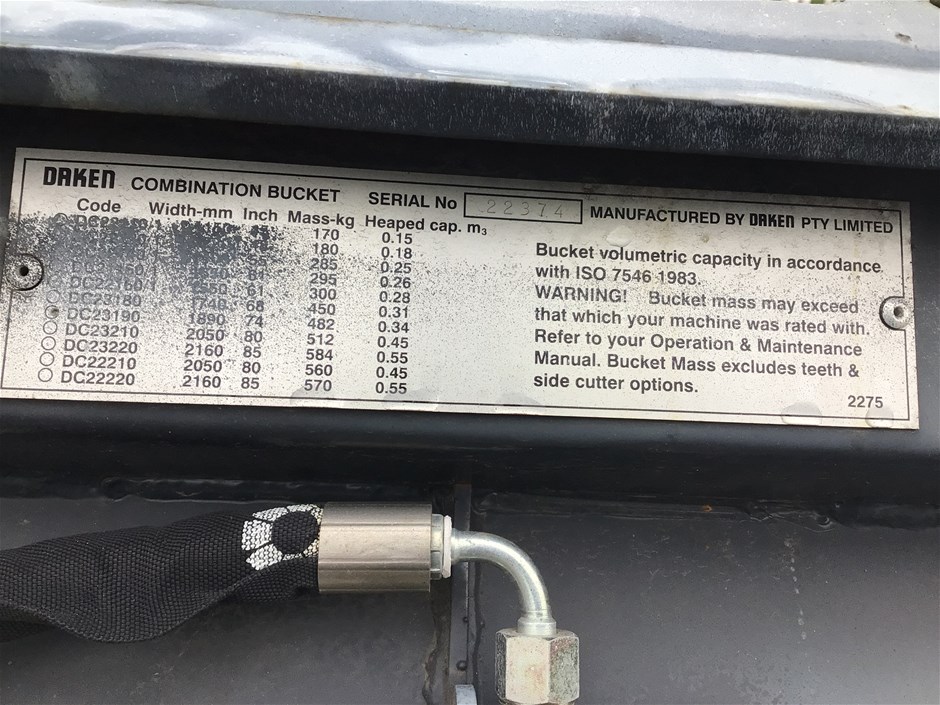 DAKEN COMBINATION BUCKET SERIAL No 22374 MANUFACTURED BY DAKEN PTY LIMITED
Code Width-mm Inch Mass-kg Heaped cap. m3
170 0.15
180 0.18
285 0.25
295 0.26
61 300 0.28
DC23180 1740 68 450 0.31
DC23190 1890 74 482 0.34
DC23210 2050 80 512 0.45
DC23220 2160 85 584 0.55
DC22210 2050 80 560 0.45
DC22220 2160 85 570 0.55
Bucket volumetric capacity in accordance
with ISO 7546 1983.
WARNING! Bucket mass may exceed
that which your machine was rated with.
Refer to your Operation & Maintenance
Manual. Bucket Mass excludes teeth &
side cutter options.
2275